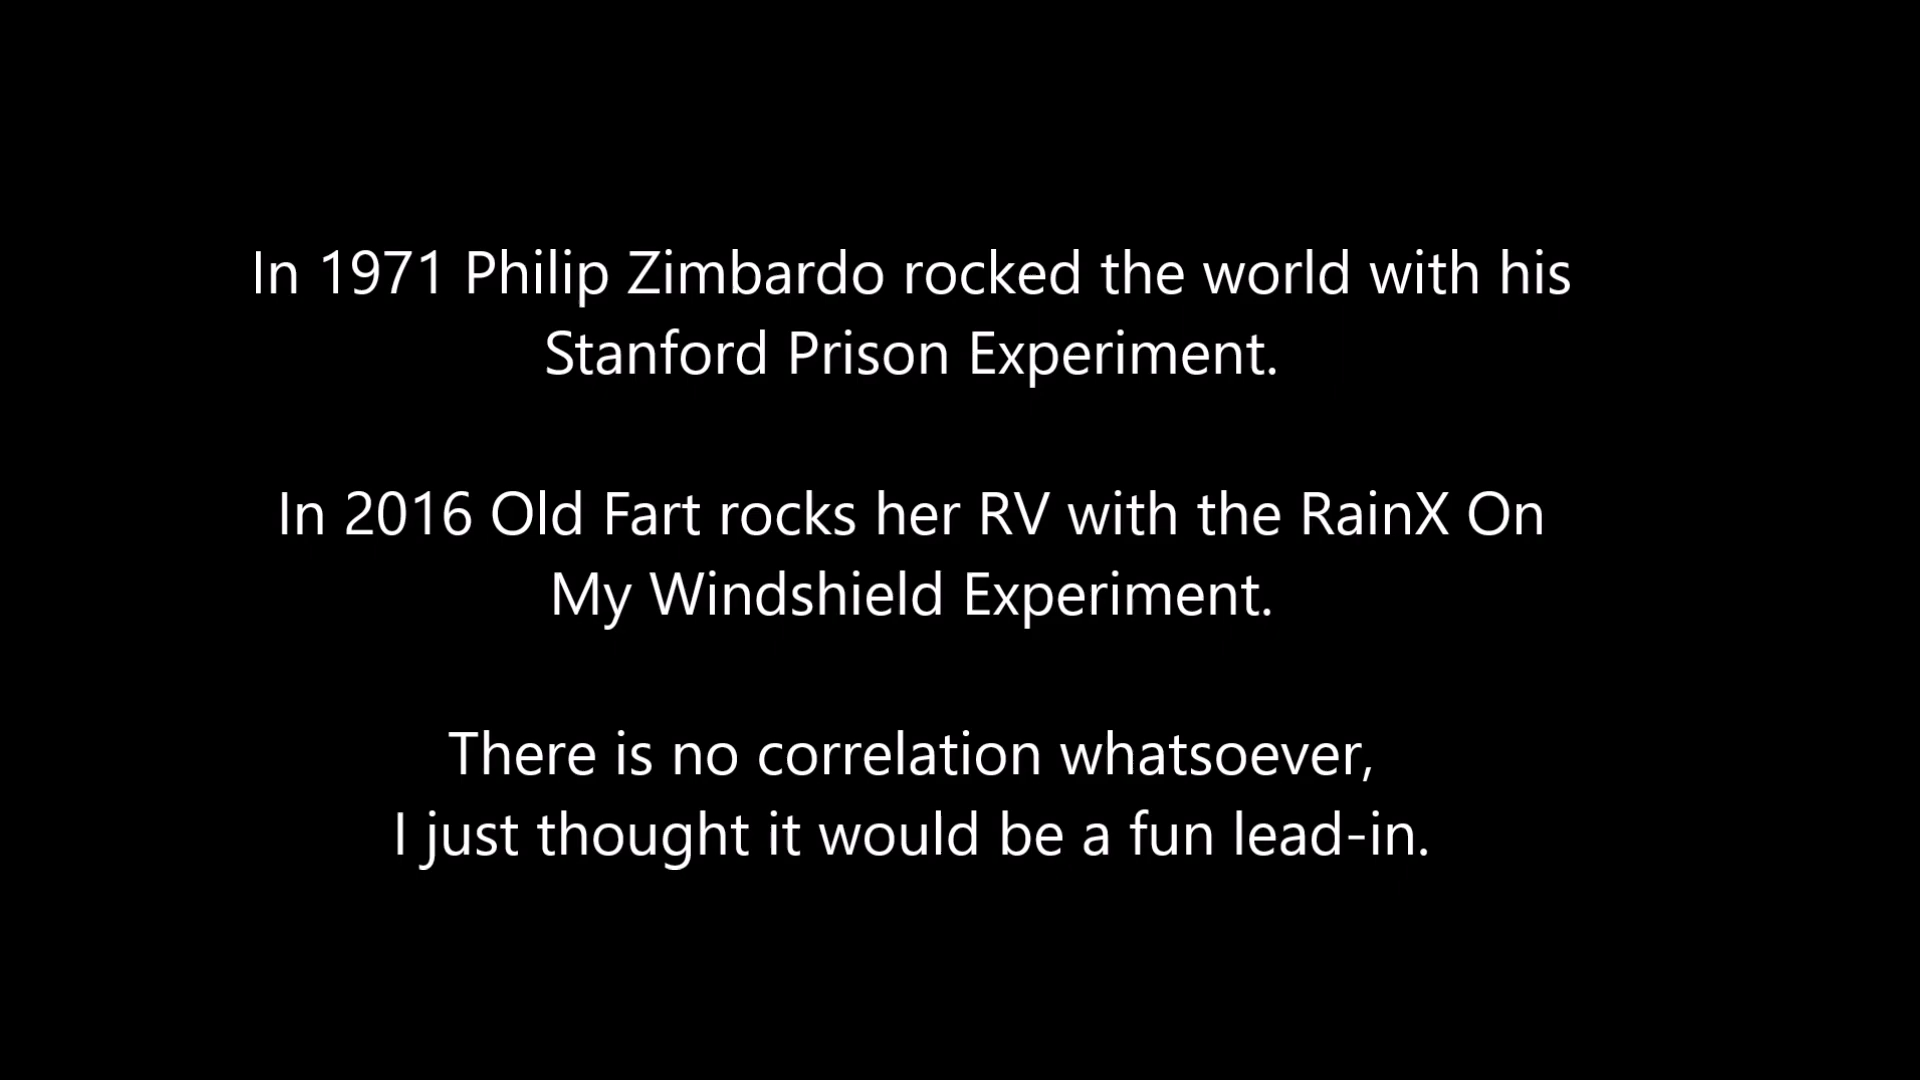 In 1971 Philip Zimbardo rocked the world with his
Stanford Prison Experiment.
In 2016 Old Fart rocks her RV with the RainX On
My Windshield Experiment.
There is no correlation whatsoever,
I just thought it would be a fun lead-in.